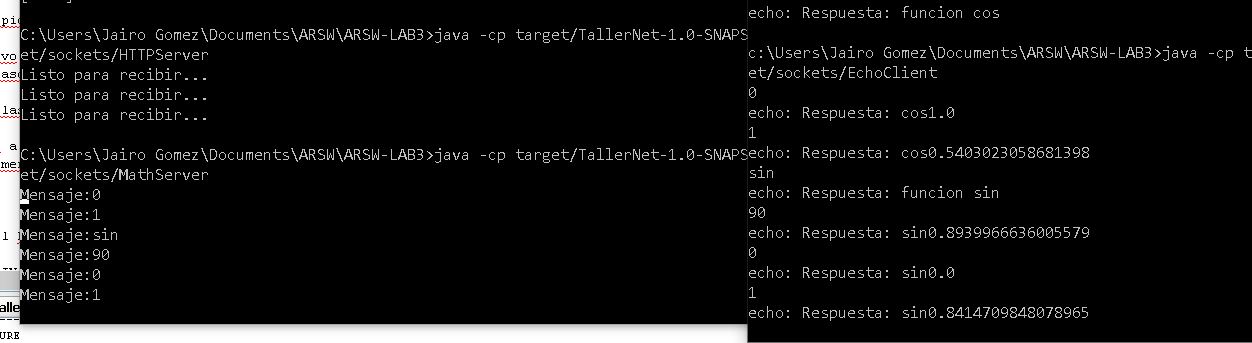 C:\Users\Jairo Gomez\Documents\ARSW\ARSW-LAB3>java -cp target/TallerNet-1.0-SNAPS
et/sockets/HTTPServer
Listo para recibir...
Listo para recibir...
Listo para recibir...
C:\Users\Jairo Gomez\Documents\ARSW\ARSW-LAB3>java -cp target/TallerNet-1.0-SNAPS
et/sockets/MathServer
Mensaje:0
Mensaje:1
Mensaje:sin
Mensaje:90
Mensaje:0
Mensaje:1
echo: Respuesta: funcion cos
c:\Users\Jairo Gomez\Documents\ARSW\ARSW-LAB3>java -cp t
et/sockets/EchoClient
0
echo: Respuesta: cos1.0
1
echo: Respuesta: cos0.5403023058681398
sin
echo: Respuesta: funcion sin
90
echo: Respuesta: sin0.8939966636005579
0
echo: Respuesta: sin0.0
1
echo: Respuesta: sin0.8414709848078965